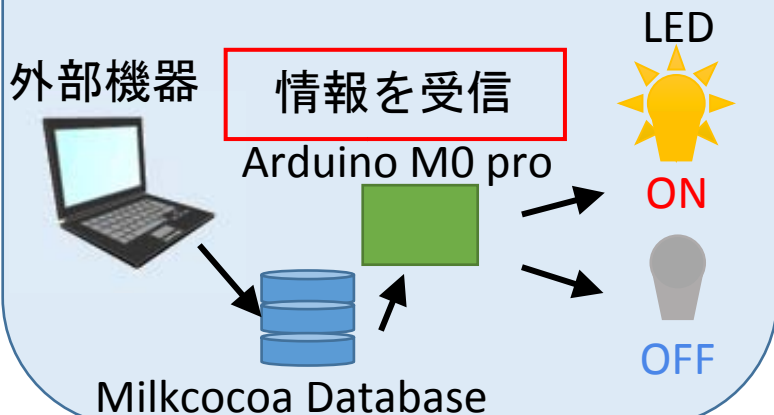 LED
外部機器
情報を受信
Arduino M0 pro
ON
OFF
Milkcocoa Database